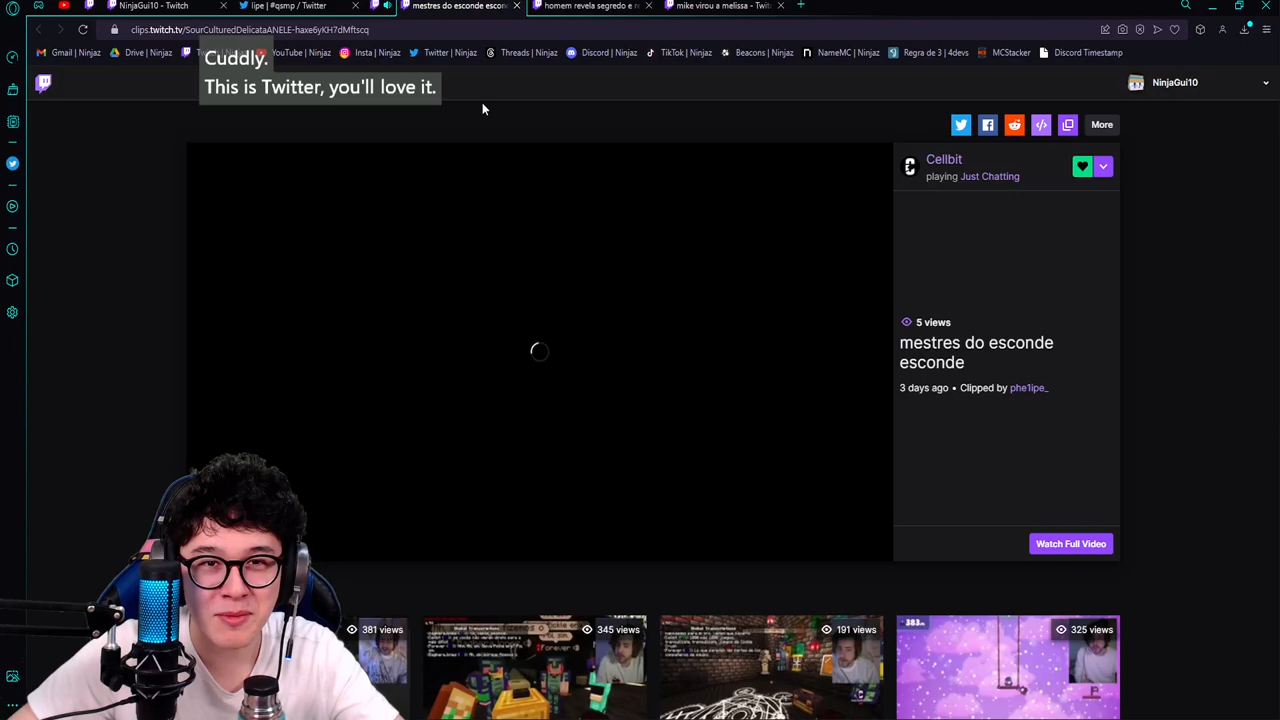 NinjaGui10 - Twitch
lipe | #qsmp / Twitter
mestres do esconde escon
homem revela segredo e r
mike virou a melissa - Twit
clips.twitch.tv/SourCulturedDelicataANELE-haxe6yKH7dMftscq
Gmail | Ninjaz
Drive | Ninjaz
YouTube | Ninjaz
Insta | Ninjaz
Twitter | Ninjaz
Threads | Ninjaz
Discord | Ninjaz
TikTok | Ninjaz
Beacons | Ninjaz
NameMC | Ninjaz
Regra de 3 | 4devs
MCStacker
Discord Timestamp
Cuddly.
This is Twitter, you'll love it.
NinjaGui10
More
Cellbit
playing Just Chatting
5 views
mestres do esconde
esconde
3 days ago • Clipped by phe1ipe_
Watch Full Video
381 views
345 views
191 views
383m
325 views